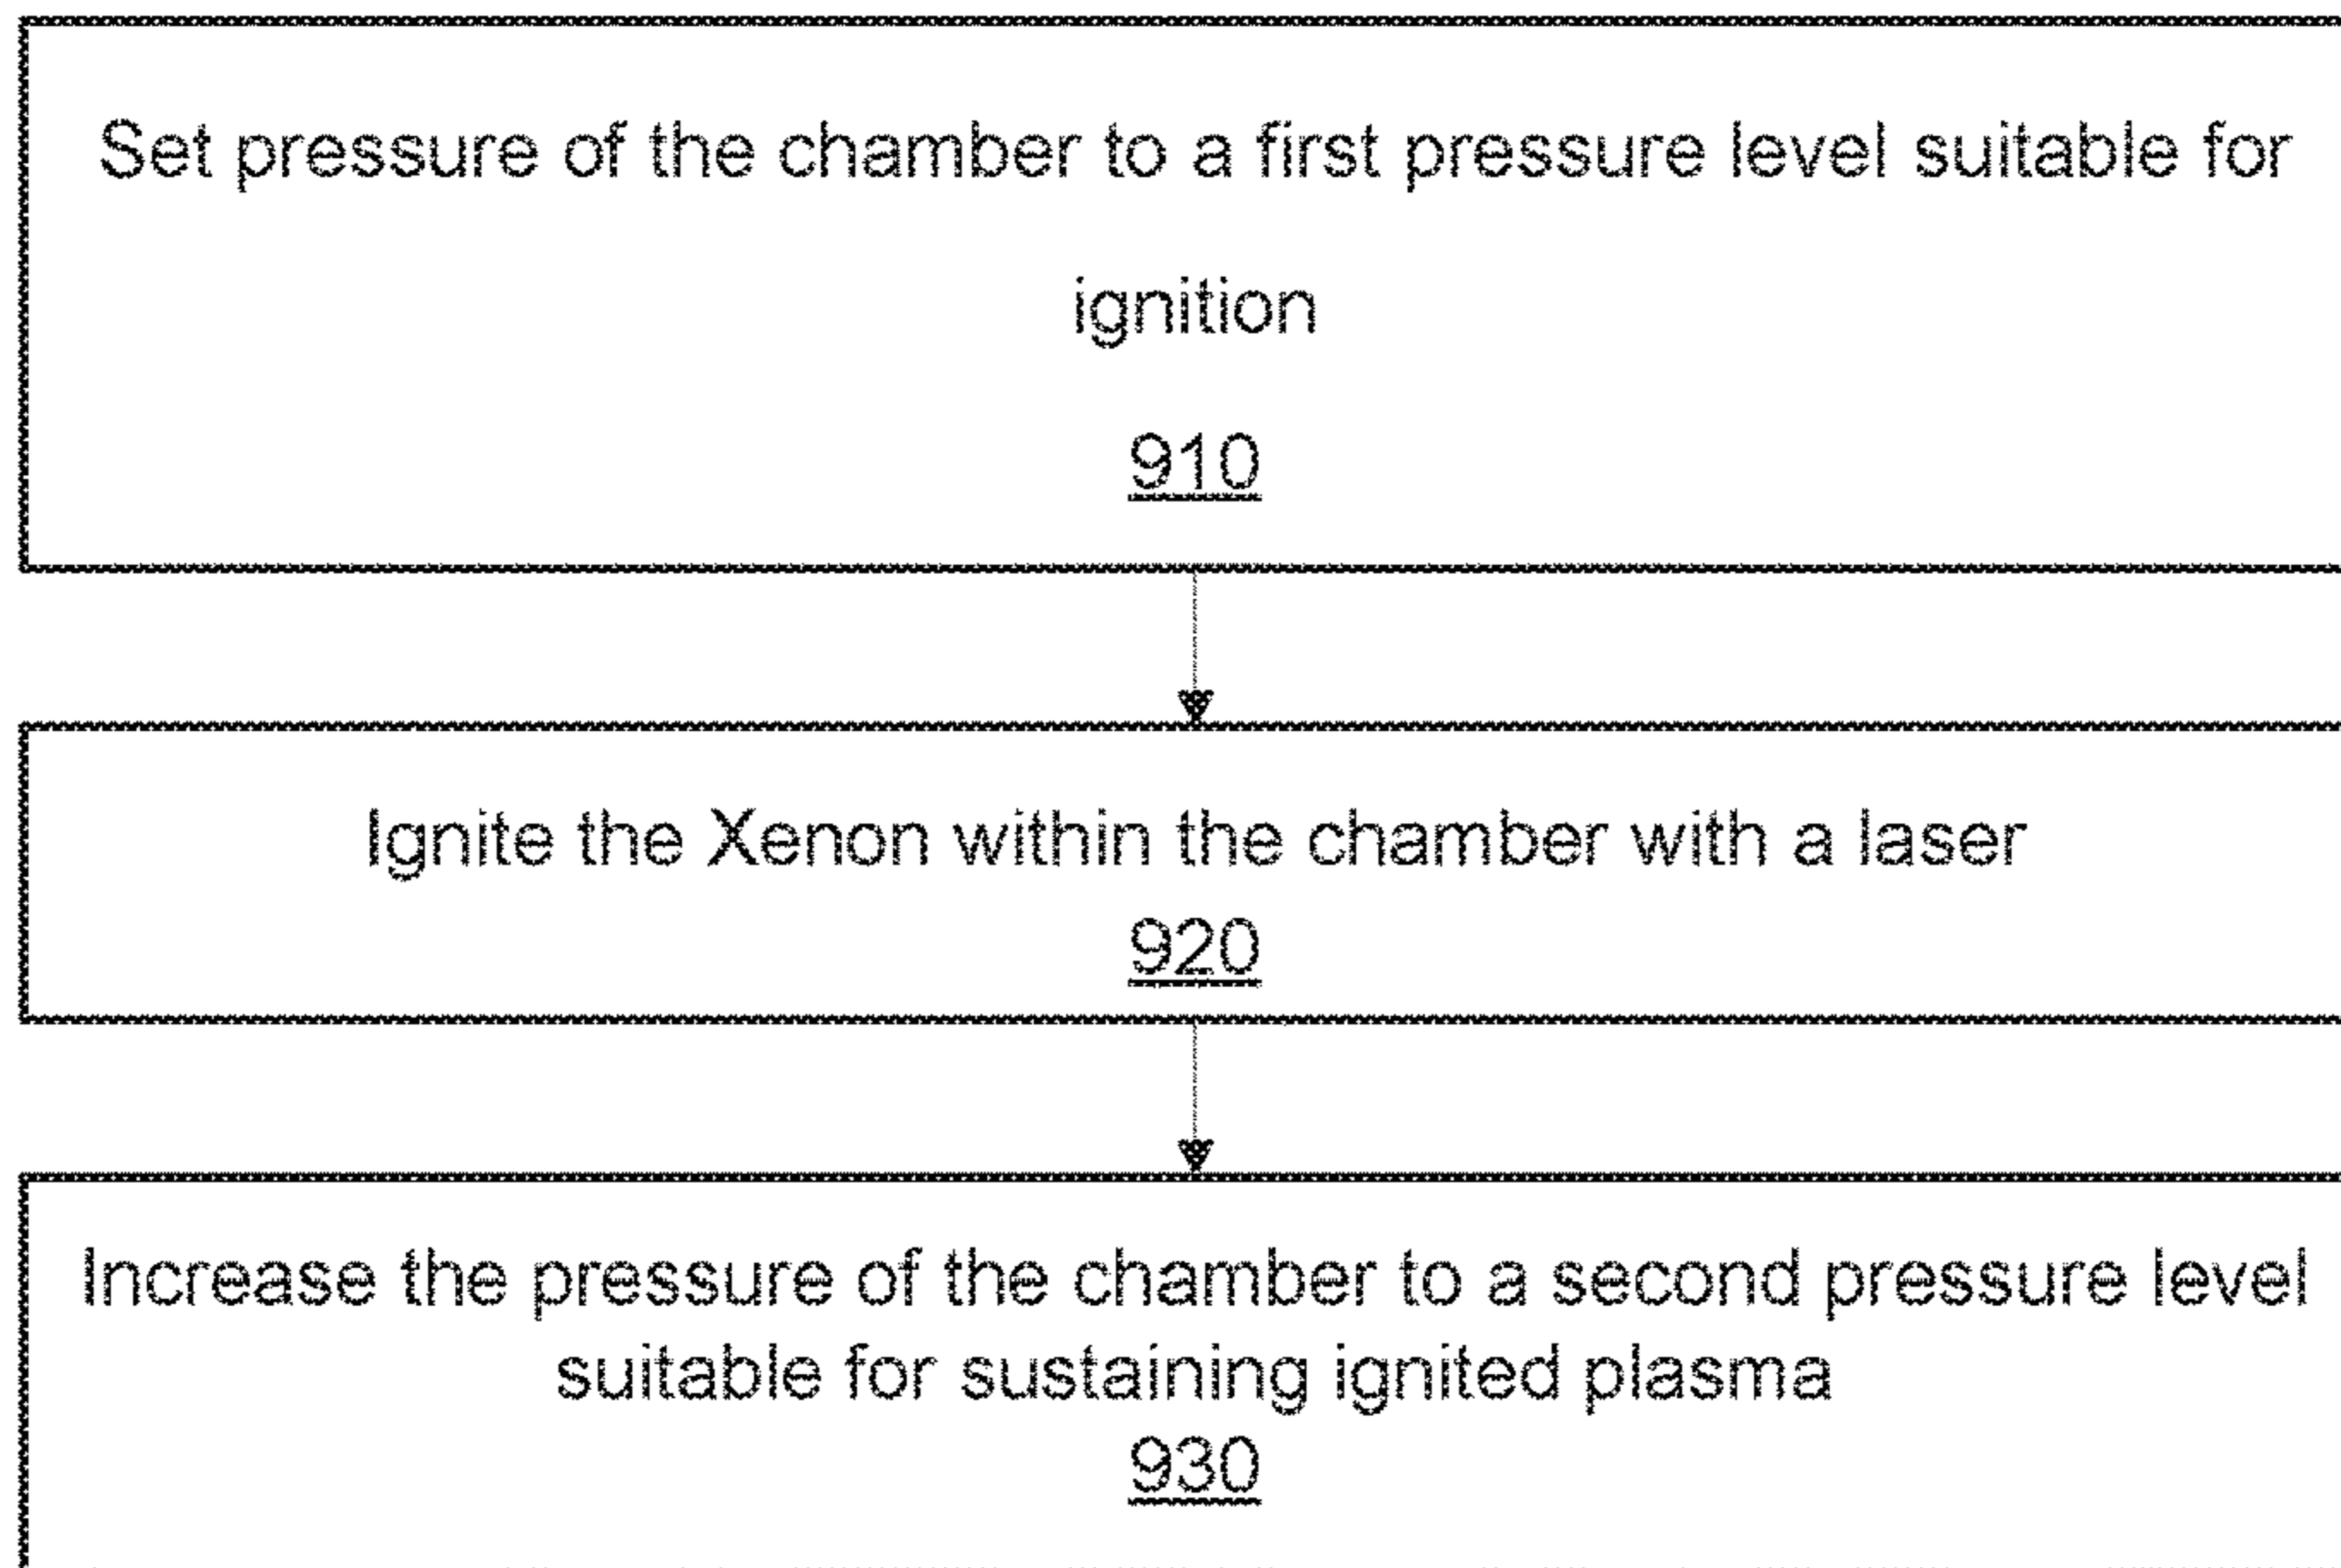 Set pressure of the chamber to a first pressure level suitable for
ignition
910
Ignite the Xenon within the chamber with a laser
920
Increase the pressure of the chamber to a second pressure level
suitable for sustaining ignited plasma
930